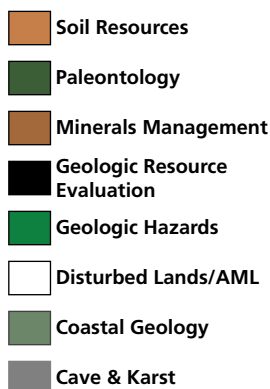 Soil Resources
Paleontology
Minerals Management
Geologic Resource
Evaluation
Geologic Hazards
Disturbed Lands/AML
Coastal Geology
Cave & Karst